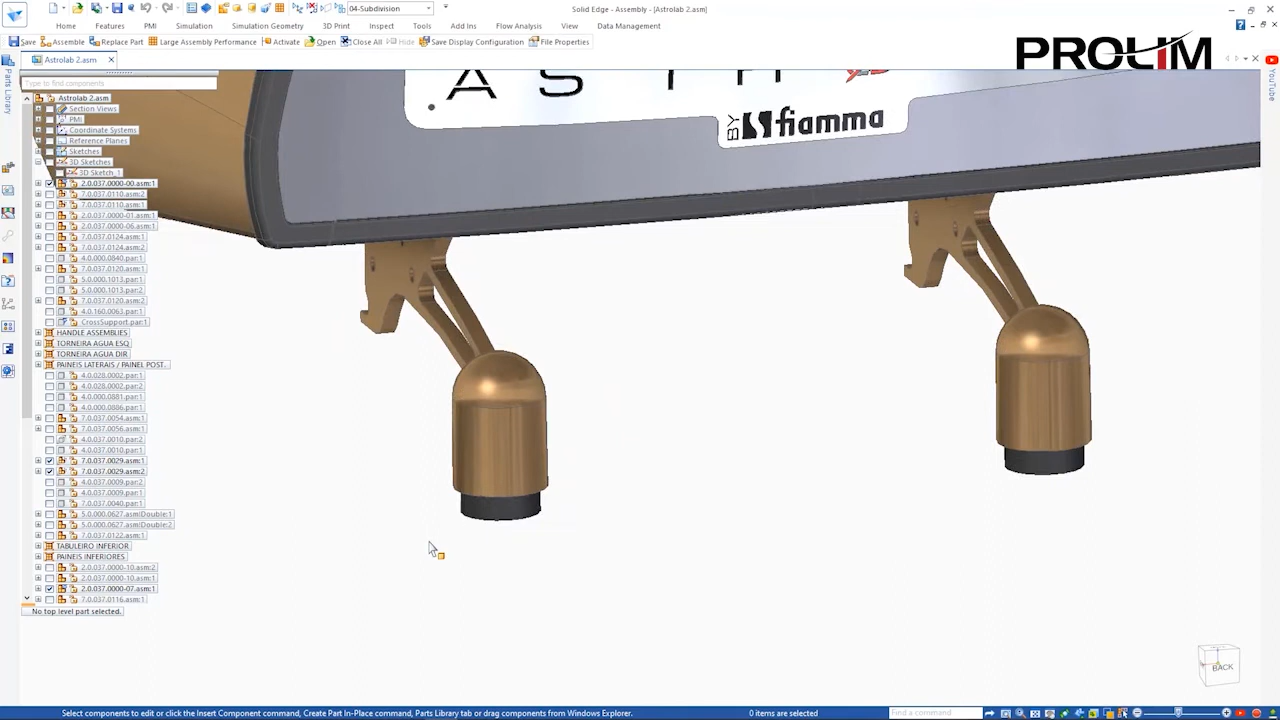 04-Subdivision
Solid Edge - Assembly - [Astrolab 2.asm]
Home Features PMI Simulation Simulation Geometry 3D Print Inspect Tools Add Ins Flow Analysis View Data Management
Save Assemble Replace Part Large Assembly Performance Activate Open Close All Hide Save Display Configuration File Properties
PROLIM
Astrolab 2.asm
Parts Library
YouTube
Type to find components
Astrolab 2.asm
Section Views
PMI
Coordinate Systems
Reference Planes
Sketches
3D Sketches
3D Sketch_1
2.0.037.0000-00.asm:1
7.0.037.0110.asm:2
7.0.037.0110.asm:1
2.0.037.0000-01.asm:1
2.0.037.0000-06.asm:1
7.0.037.0124.asm:1
7.0.037.0124.asm:2
4.0.000.0840.par:1
7.0.037.0120.asm:1
5.0.000.1013.par:1
5.0.000.1013.par:2
7.0.037.0120.asm:2
4.0.160.0063.par:1
CrossSupport.par:1
HANDLE ASSEMBLIES
TORNEIRA AGUA ESQ
TORNEIRA AGUA DIR
PAINEIS LATERAIS / PAINEL POST.
4.0.028.0002.par:1
4.0.028.0002.par:2
4.0.000.0881.par:1
4.0.000.0886.par:1
7.0.037.0054.asm:1
7.0.037.0056.asm:1
4.0.037.0010.par:2
4.0.037.0010.par:1
7.0.037.0029.asm:1
7.0.037.0029.asm:2
4.0.037.0009.par:2
4.0.037.0009.par:1
7.0.037.0040.par:1
5.0.000.0627.asm!Double:1
5.0.000.0627.asm!Double:2
7.0.037.0122.asm:1
TABULEIRO INFERIOR
PAINEIS INFERIORES
2.0.037.0000-10.asm:2
2.0.037.0000-10.asm:1
2.0.037.0000-07.asm:1
7.0.037.0116.asm:1
No top level part selected.
BY fiamma
BACK
Select components to edit or click the Insert Component command, Create Part In-Place command, Parts Library tab or drag components from Windows Explorer.
0 items are selected
Find a command